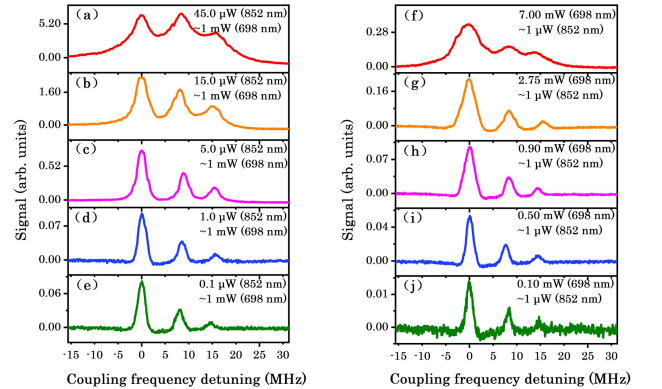 (a)
45.0 µW (852 nm)
~1 mW (698 nm)
5.20
0.00
(b)
15.0 µW (852 nm)
~1 mW (698 nm)
1.60
0.00
(c)
5.0 µW (852 nm)
~1 mW (698 nm)
0.52
0.00
(d)
1.0 µW (852 nm)
~1 mW (698 nm)
0.07
0.00
(e)
0.1 µW (852 nm)
~1 mW (698 nm)
0.06
0.00
-15 -10 -5 0 5 10 15 20 25 30
Coupling frequency detuning (MHz)
Signal (arb. units)
(f)
7.00 mW (698 nm)
~1 µW (852 nm)
0.28
0.00
(g)
2.75 mW (698 nm)
~1 µW (852 nm)
0.16
0.00
(h)
0.90 mW (698 nm)
~1 µW (852 nm)
0.07
0.00
(i)
0.50 mW (698 nm)
~1 µW (852 nm)
0.04
0.00
(j)
0.10 mW (698 nm)
~1 µW (852 nm)
0.01
0.00
-15 -10 -5 0 5 10 15 20 25 30
Coupling frequency detuning (MHz)
Signal (arb. units)